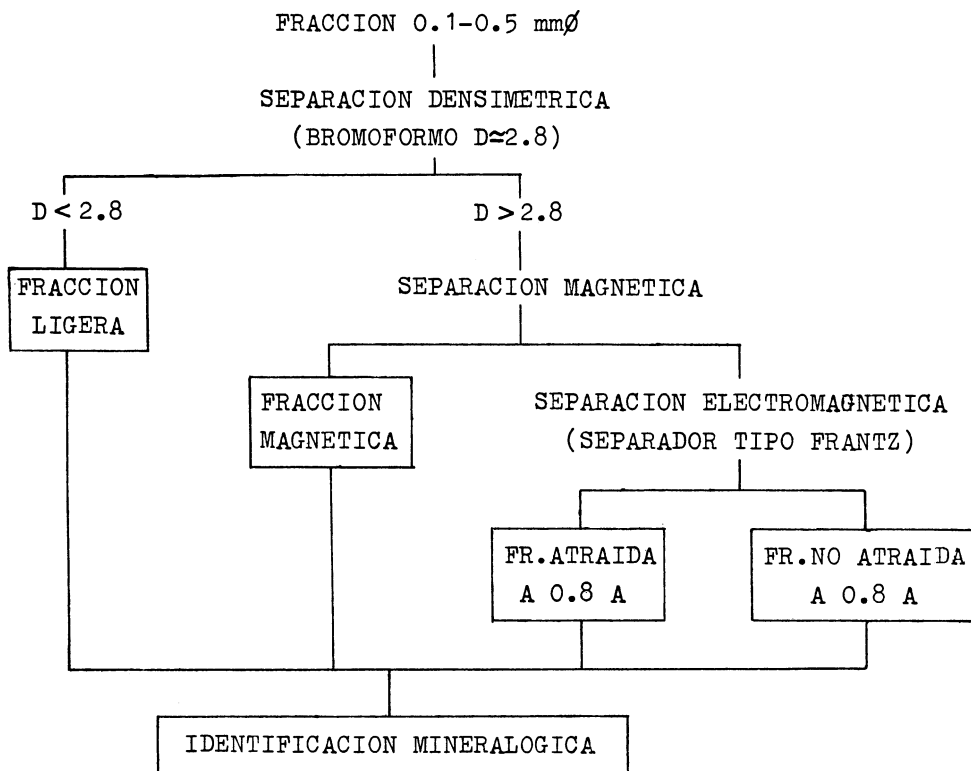 FRACCION 0.1-0.5 mmØ
SEPARACION DENSIMETRICA
(BROMOFORMO D≃2.8)
D < 2.8
D > 2.8
FRACCION
LIGERA
SEPARACION MAGNETICA
FRACCION
MAGNETICA
SEPARACION ELECTROMAGNETICA
(SEPARADOR TIPO FRANTZ)
FR.ATRAIDA
A 0.8 A
FR.NO ATRAIDA
A 0.8 A
IDENTIFICACION MINERALOGICA